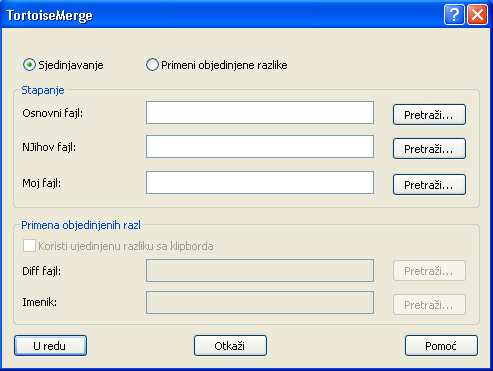 TortoiseMerge
Sjedinjavanje Primeni objedinjene razlike
Stapanje
Osnovni fajl: Pretraži...
NJihov fajl: Pretraži...
Moj fajl: Pretraži...
Primena objedinjenih razl
Koristi ujedinjenu razliku sa klipborda
Diff fajl: Pretraži...
Imenik: Pretraži...
U redu Otkaži Pomoć